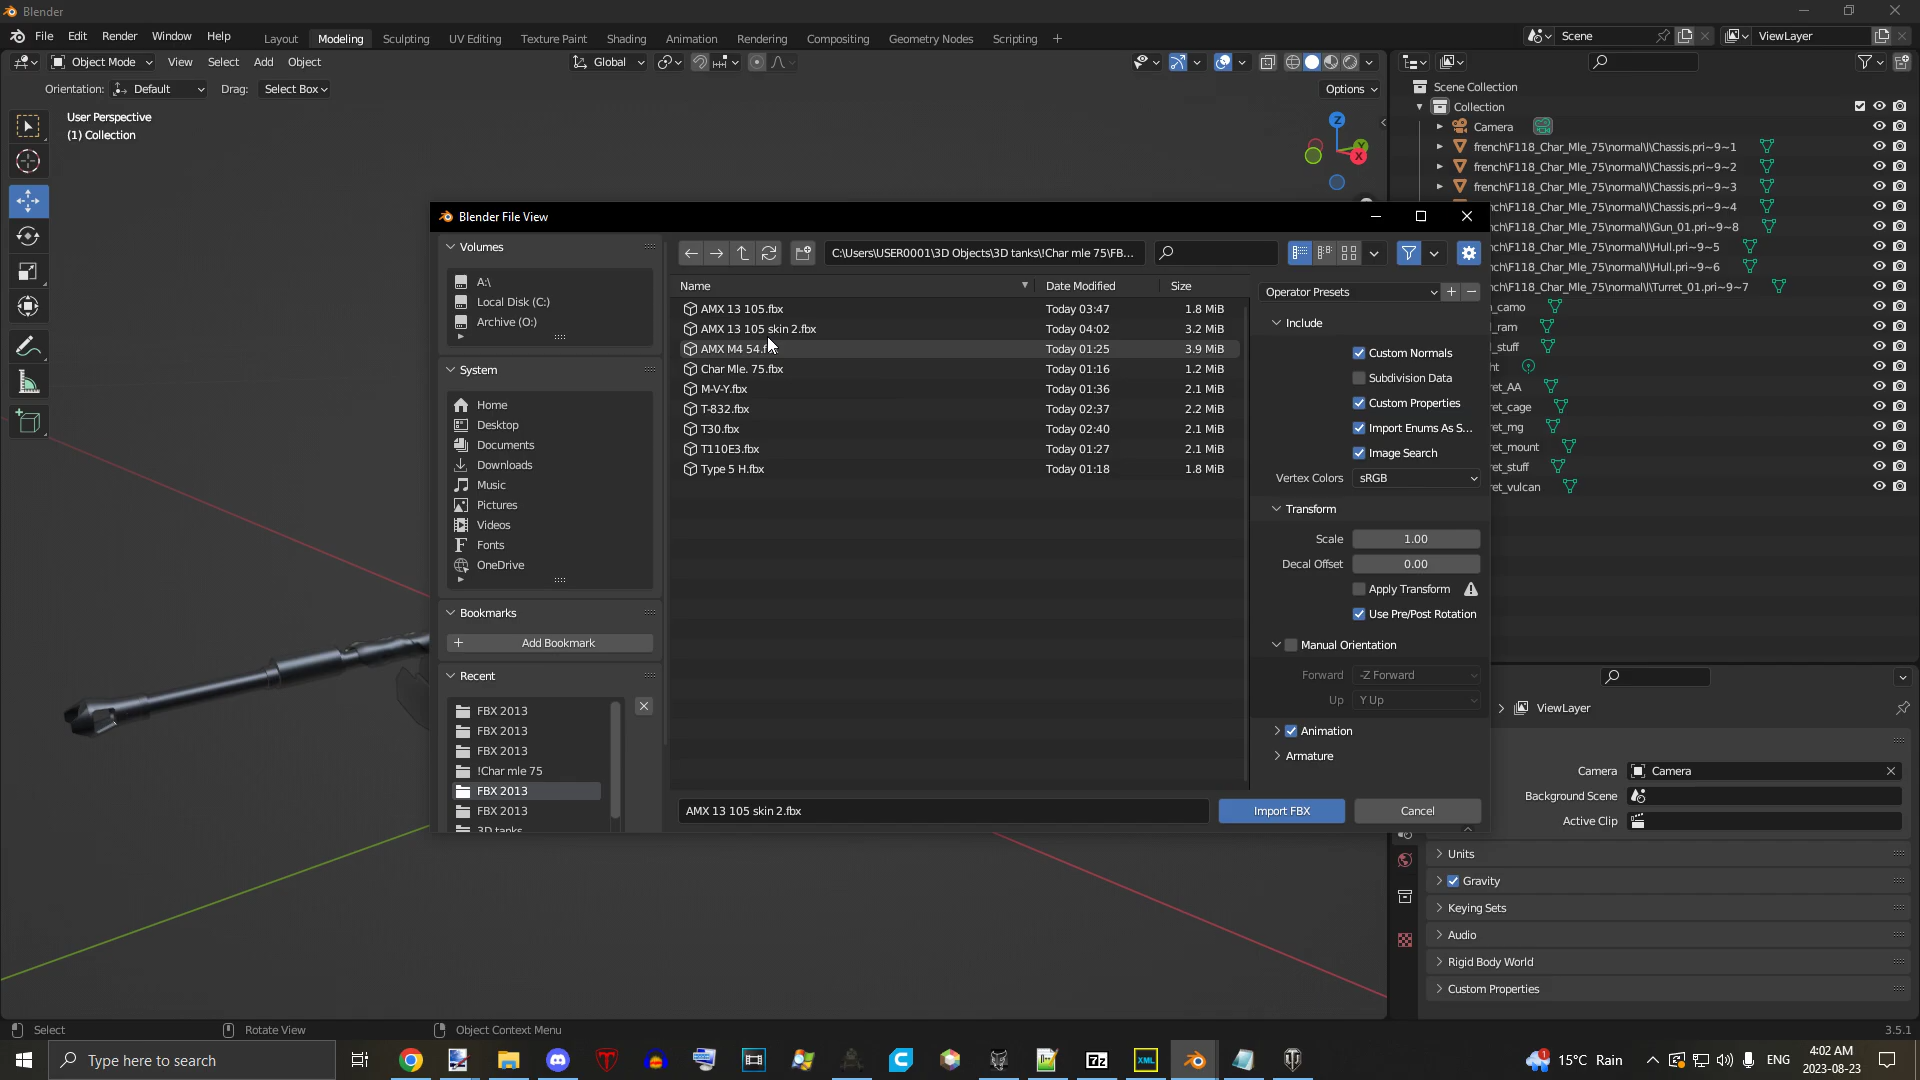 Blender
File Edit Render Window Help
Layout Modeling Sculpting UV Editing Texture Paint Shading Animation Rendering Compositing Geometry Nodes Scripting +
Scene
ViewLayer
Object Mode View Select Add Object
Global
Orientation: Default Drag: Select Box
Options
User Perspective
(1) Collection
Z
Y
X
Scene Collection
Collection
Camera
french\F118_Char_Mle_75\normal\l\Chassis.pri~9~1
french\F118_Char_Mle_75\normal\l\Chassis.pri~9~2
french\F118_Char_Mle_75\normal\l\Chassis.pri~9~3
nch\F118_Char_Mle_75\normal\l\Chassis.pri~9~4
nch\F118_Char_Mle_75\normal\l\Gun_01.pri~9~8
nch\F118_Char_Mle_75\normal\l\Hull.pri~9~5
nch\F118_Char_Mle_75\normal\l\Hull.pri~9~6
nch\F118_Char_Mle_75\normal\l\Turret_01.pri~9~7
_camo
l_ram
l_stuff
ht
ret_AA
ret_cage
ret_mg
ret_mount
ret_stuff
ret_vulcan
Blender File View
Volumes
A:\
Local Disk (C:)
Archive (O:)
System
Home
Desktop
Documents
Downloads
Music
Pictures
Videos
Fonts
OneDrive
Bookmarks
+ Add Bookmark
Recent
FBX 2013
FBX 2013
FBX 2013
!Char mle 75
FBX 2013
FBX 2013
3D tanks
C:\Users\USER0001\3D Objects\3D tanks\!Char mle 75\FB...
Name Date Modified Size
AMX 13 105.fbx Today 03:47 1.8 MiB
AMX 13 105 skin 2.fbx Today 04:02 3.2 MiB
AMX M4 54.f Today 01:25 3.9 MiB
Char Mle. 75.fbx Today 01:16 1.2 MiB
M-V-Y.fbx Today 01:36 2.1 MiB
T-832.fbx Today 02:37 2.2 MiB
T30.fbx Today 02:40 2.1 MiB
T110E3.fbx Today 01:27 2.1 MiB
Type 5 H.fbx Today 01:18 1.8 MiB
Operator Presets
Include
Custom Normals
Subdivision Data
Custom Properties
Import Enums As S...
Image Search
Vertex Colors sRGB
Transform
Scale 1.00
Decal Offset 0.00
Apply Transform
Use Pre/Post Rotation
Manual Orientation
Forward -Z Forward
Up Y Up
Animation
Armature
AMX 13 105 skin 2.fbx
Import FBX
Cancel
ViewLayer
Camera Camera
Background Scene
Active Clip
Units
Gravity
Keying Sets
Audio
Rigid Body World
Custom Properties
Select Rotate View Object Context Menu
3.5.1
Type here to search
7z
XML
1
15°C Rain
ENG
4:02 AM
2023-08-23